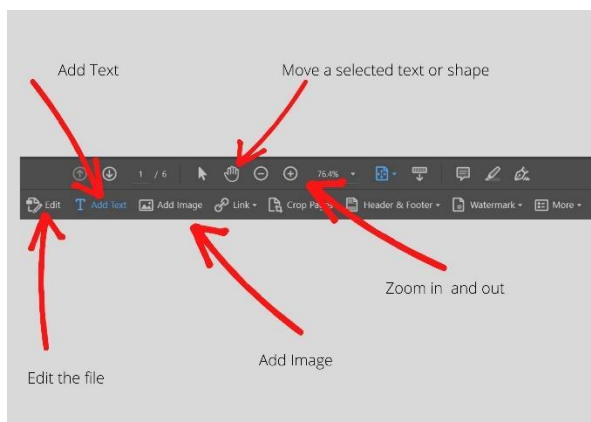 Add Text
Move a selected text or shape
1 / 6
76.4%
Edit
Add Text
Add Image
Link
Crop Pages
Header & Footer
Watermark
More
Zoom in and out
Add Image
Edit the file